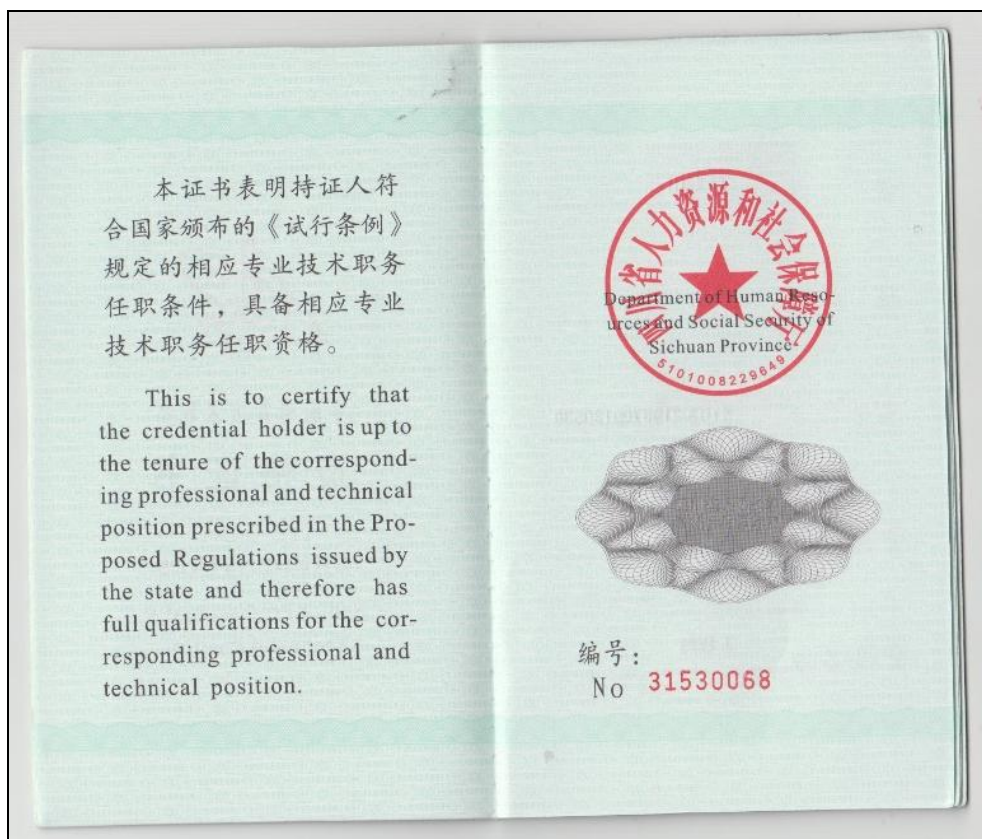 本证书表明持证人符
合国家颁布的《试行条例》
规定的相应专业技术职务
任职条件，具备相应专业
技术职务任职资格。
This is to certify that
the credential holder is up to
the tenure of the correspond-
ing professional and technical
position prescribed in the Pro-
posed Regulations issued by
the state and therefore has
full qualifications for the cor-
responding professional and
technical position.
四川省人力资源和社会保障厅
Department of Human Reso-
urces and Social Security of
Sichuan Province
5101008229649
编号：
No 31530068